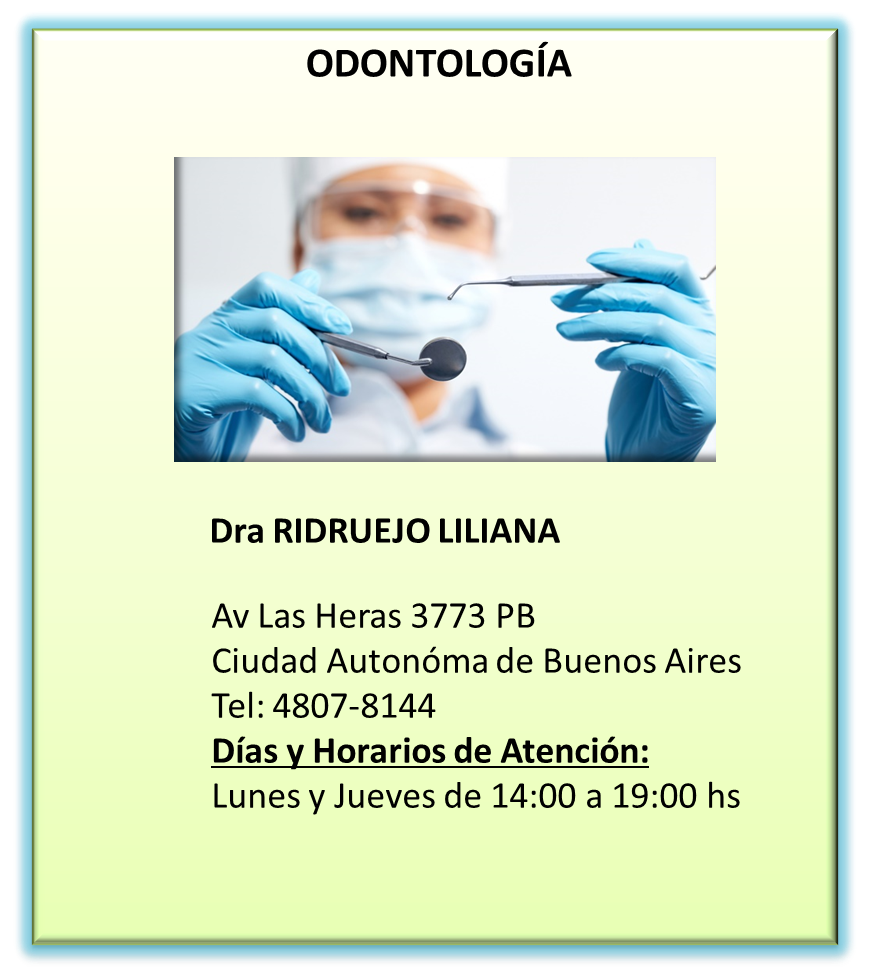 ODONTOLOGÍA
Dra RIDRUEJO LILIANA
Av Las Heras 3773 PB
Ciudad Autonóma de Buenos Aires
Tel: 4807-8144
Días y Horarios de Atención:
Lunes y Jueves de 14:00 a 19:00 hs